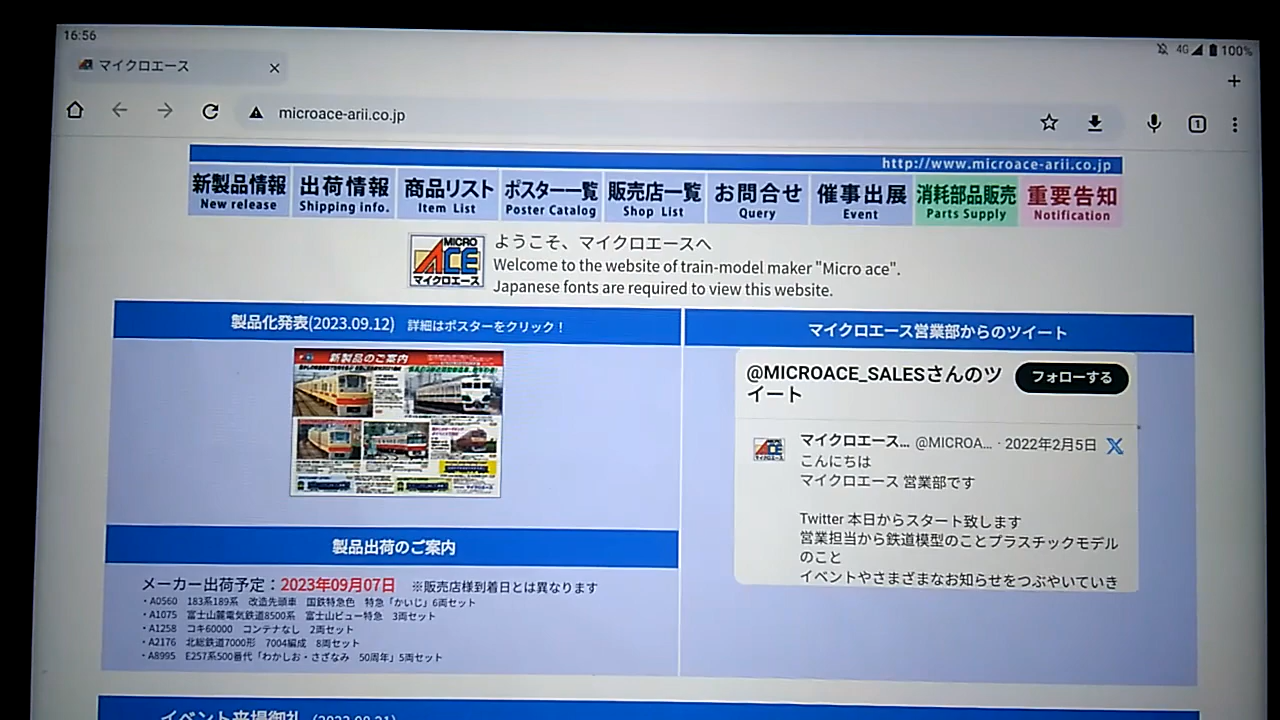 16:56
4G 100%
マイクロエース
microace-arii.co.jp
1
http://www.microace-arii.co.jp
新製品情報 出荷情報 商品リスト ポスター一覧 販売店一覧 お問合せ 催事出展 消耗部品販売 重要告知
New release Shipping info. Item List Poster Catalog Shop List Query Event Parts Supply Notification
MICRO
ACE
マイクロエース
ようこそ、マイクロエースへ
Welcome to the website of train-model maker "Micro ace".
Japanese fonts are required to view this website.
製品化発表(2023.09.12) 詳細はポスターをクリック！
新製品のご案内
マイクロエース営業部からのツイート
@MICROACE_SALESさんのツ
イート
フォローする
マイクロエース… @MICROA… · 2022年2月5日
こんにちは
マイクロエース 営業部です
Twitter 本日からスタート致します
営業担当から鉄道模型のことプラスチックモデル
のこと
イベントやさまざまなお知らせをつぶやいていき
製品出荷のご案内
メーカー出荷予定：2023年09月07日 ※販売店様到着日とは異なります
・A0560 183系189系 改造先頭車 国鉄特急色 特急「かいじ」6両セット
・A1075 富士山麓電気鉄道8500系 富士山ビュー特急 3両セット
・A1258 コキ60000 コンテナなし 2両セット
・A2176 北総鉄道7000形 7004編成 8両セット
・A8995 E257系500番代「わかしお・さざなみ 50周年」5両セット
イベント来場御礼 (2023.08.21)